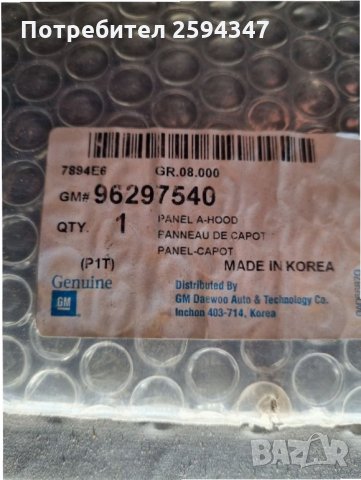 Потребител 2594347
7894E6 GR.08.000
GM# 96297540
QTY. 1 PANEL A-HOOD
PANNEAU DE CAPOT
PANEL-CAPOT
(P1T) MADE IN KOREA
Genuine
GM
Distributed By
GM Daewoo Auto & Technology Co.
Inchon 403-714, Korea
BAZAR